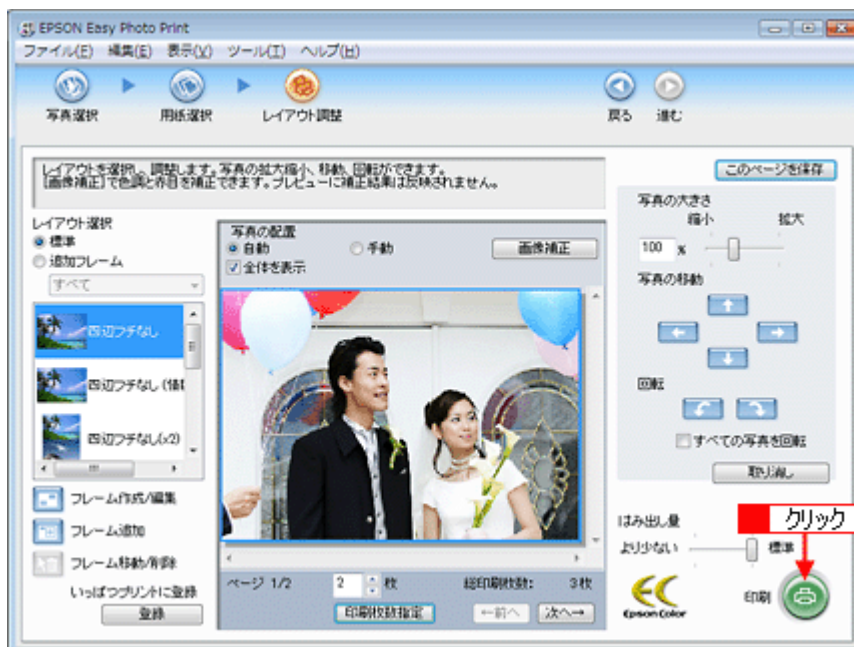 EPSON Easy Photo Print
ファイル(F) 編集(E) 表示(V) ツール(T) ヘルプ(H)
写真選択 用紙選択 レイアウト調整 戻る 進む
レイアウトを選択し、調整します。写真の拡大縮小、移動、回転ができます。
[画像補正]で色調と赤目を補正できます。プレビューに補正結果は反映されません。
このページを保存
レイアウト選択
標準
追加フレーム
すべて
四辺フチなし
四辺フチなし (情報
四辺フチなし(x2)
フレーム作成/編集
フレーム追加
フレーム移動/削除
いっぱつプリントに登録
登録
写真の配置
自動 手動 画像補正
全体を表示
ページ 1/2 2 枚 総印刷枚数: 3枚
印刷枚数指定 ←前へ 次へ→
写真の大きさ
縮小 拡大
100 %
写真の移動
回転
すべての写真を回転
取り消し
はみ出し量
クリック
より少ない 標準
Epson Color
印刷